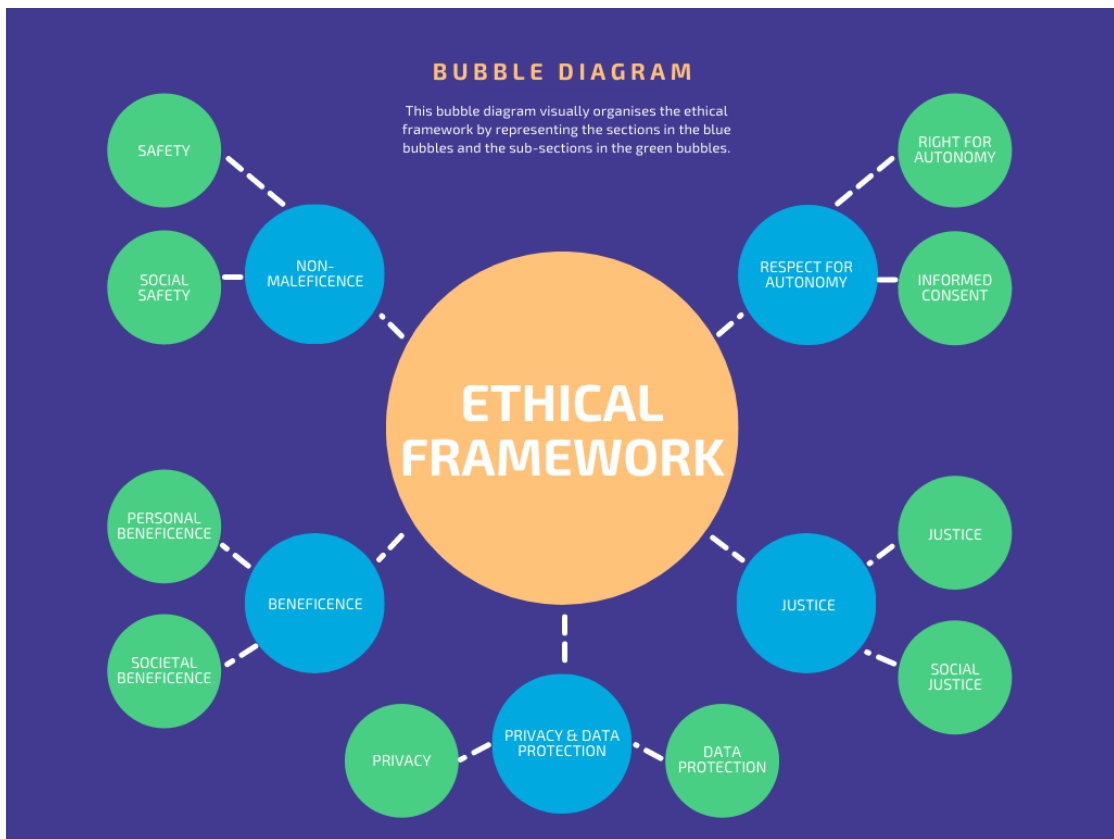 BUBBLE DIAGRAM
This bubble diagram visually organises the ethical
framework by representing the sections in the blue
bubbles and the sub-sections in the green bubbles.
SAFETY
SOCIAL
SAFETY
NON-
MALEFICENCE
RIGHT FOR
AUTONOMY
RESPECT FOR
AUTONOMY
INFORMED
CONSENT
ETHICAL
FRAMEWORK
PERSONAL
BENEFICENCE
BENEFICENCE
SOCIETAL
BENEFICENCE
JUSTICE
JUSTICE
SOCIAL
JUSTICE
PRIVACY
PRIVACY & DATA
PROTECTION
DATA
PROTECTION